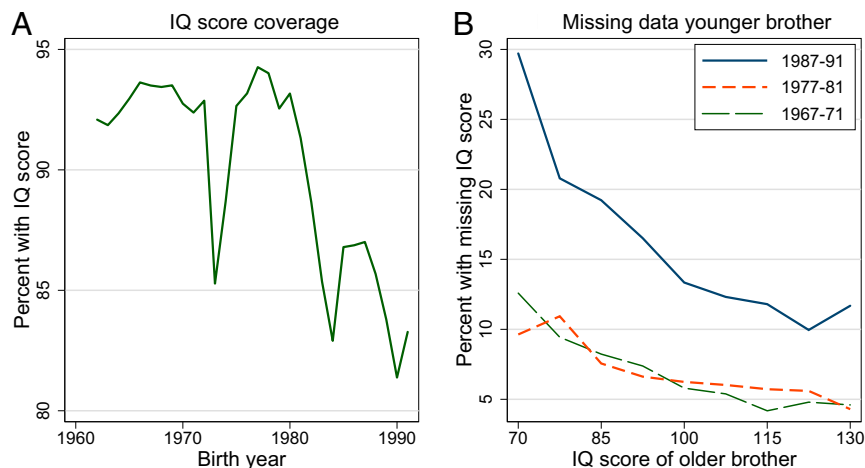 A
IQ score coverage
Percent with IQ score
95
90
85
80
1960
1970
1980
1990
Birth year
B
Missing data younger brother
Percent with missing IQ score
30
25
20
15
10
5
1987-91
1977-81
1967-71
70
85
100
115
130
IQ score of older brother